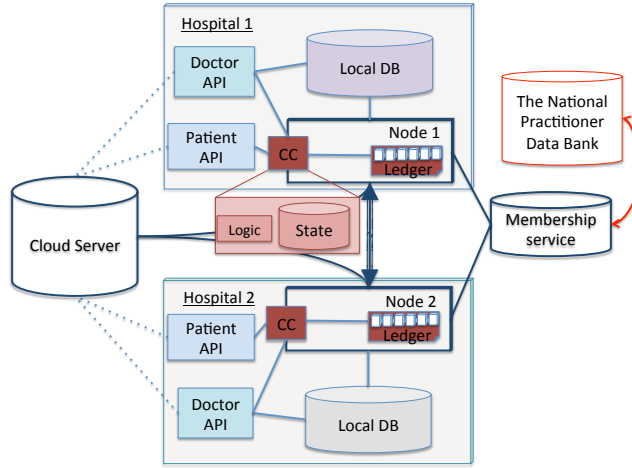 Hospital 1
Doctor
API
Local DB
The National
Practitioner
Data Bank
Patient
API
Node 1
CC
Ledger
Cloud Server
Logic
State
Membership
service
Hospital 2
Node 2
Patient
API
CC
Ledger
Doctor
API
Local DB